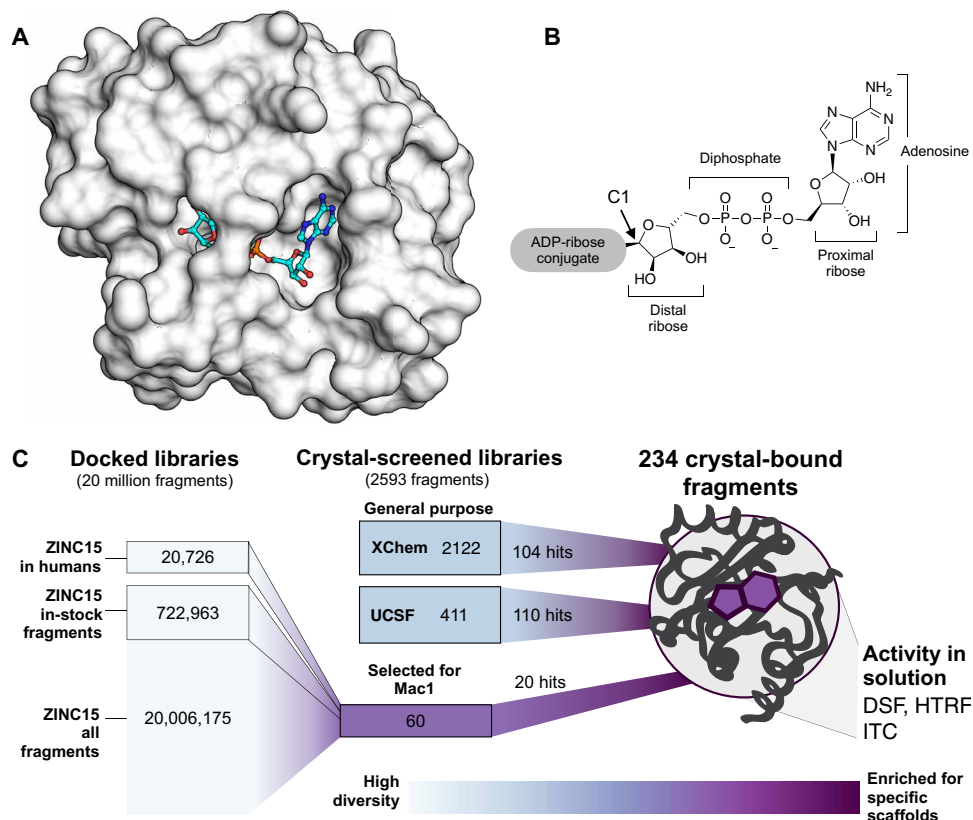 A
B
NH2
N
N
N
N
Adenosine
Diphosphate
O
OH
OH
C1
O
O
O
O
O
P
P
O
O
O−
O−
ADP-ribose
conjugate
HO
OH
Proximal
ribose
Distal
ribose
C
Docked libraries
(20 million fragments)
Crystal-screened libraries
(2593 fragments)
234 crystal-bound
fragments
General purpose
XChem 2122
104 hits
ZINC15
in humans
20,726
ZINC15
in-stock
fragments
722,963
UCSF 411
110 hits
Selected for
Mac1
20 hits
60
ZINC15
all
fragments
20,006,175
Activity in
solution
DSF, HTRF
ITC
High
diversity
Enriched for
specific
scaffolds